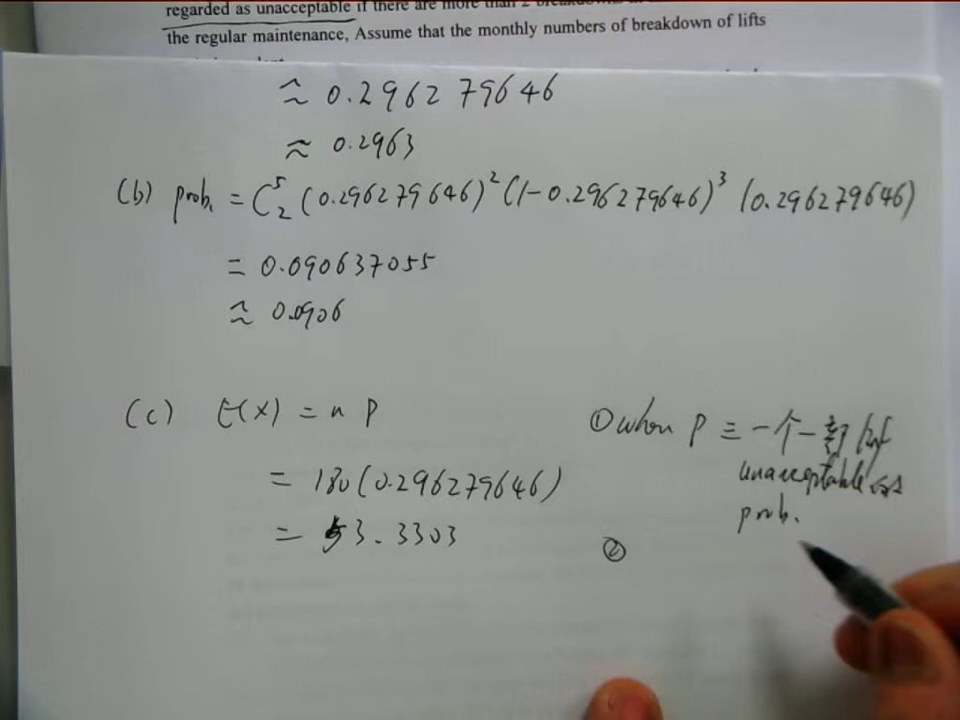 regarded as unacceptable if there are more than 2
the regular maintenance, Assume that the monthly numbers of breakdown of lifts
≈ 0.296279646
≈ 0.2963
(b) prob. = C⁵₂ (0.296279646)² (1-0.296279646)³ (0.296279646)
= 0.090637055
≈ 0.0906
(c) E(X) = n p
= 180(0.296279646)
= 53.3303
① when P ≡ 一个一
unacceptable
prob.
②